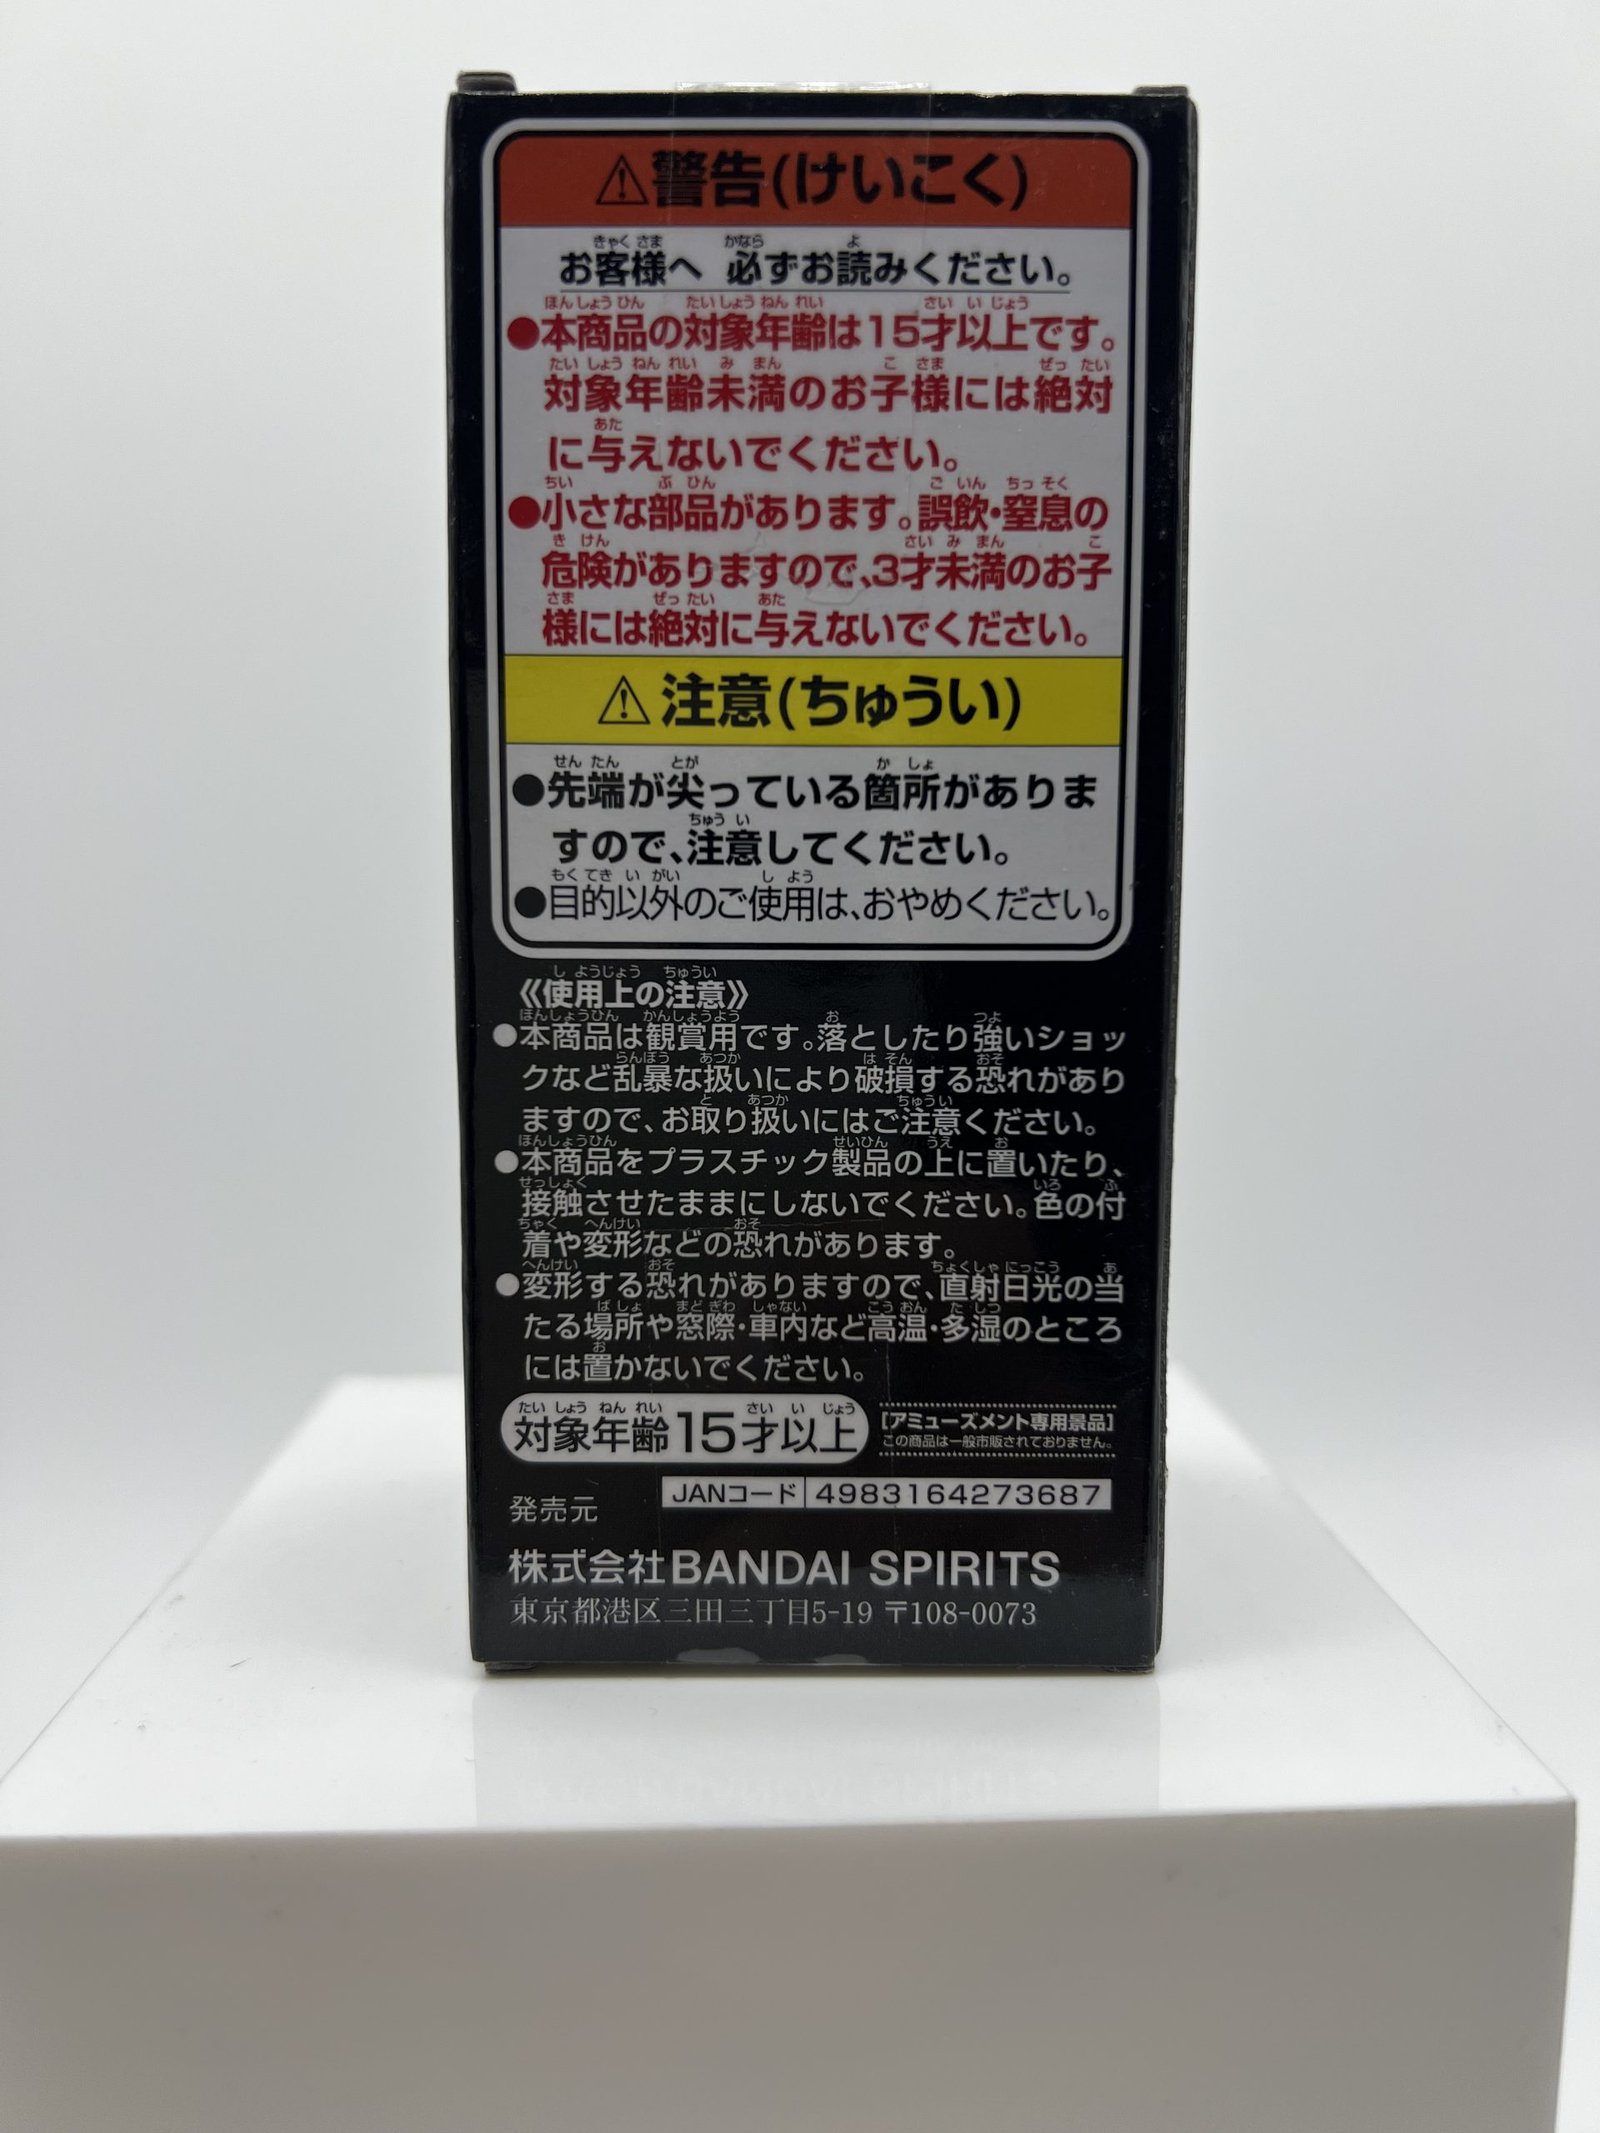 ⚠警告(けいこく)
お客様へ 必ずお読みください。
●本商品の対象年齢は15才以上です。
対象年齢未満のお子様には絶対
に与えないでください。
●小さな部品があります。誤飲・窒息の
危険がありますので、3才未満のお子
様には絶対に与えないでください。
⚠注意(ちゅうい)
●先端が尖っている箇所がありま
すので、注意してください。
●目的以外のご使用は、おやめください。
《使用上の注意》
●本商品は観賞用です。落としたり強いショッ
クなど乱暴な扱いにより破損する恐れがあり
ますので、お取り扱いにはご注意ください。
●本商品をプラスチック製品の上に置いたり、
接触させたままにしないでください。色の付
着や変形などの恐れがあります。
●変形する恐れがありますので、直射日光の当
たる場所や窓際・車内など高温・多湿のところ
には置かないでください。
対象年齢15才以上
[アミューズメント専用景品]
この商品は一般市販されておりません。
JANコード 4983164273687
発売元
株式会社BANDAI SPIRITS
東京都港区三田三丁目5-19 〒108-0073